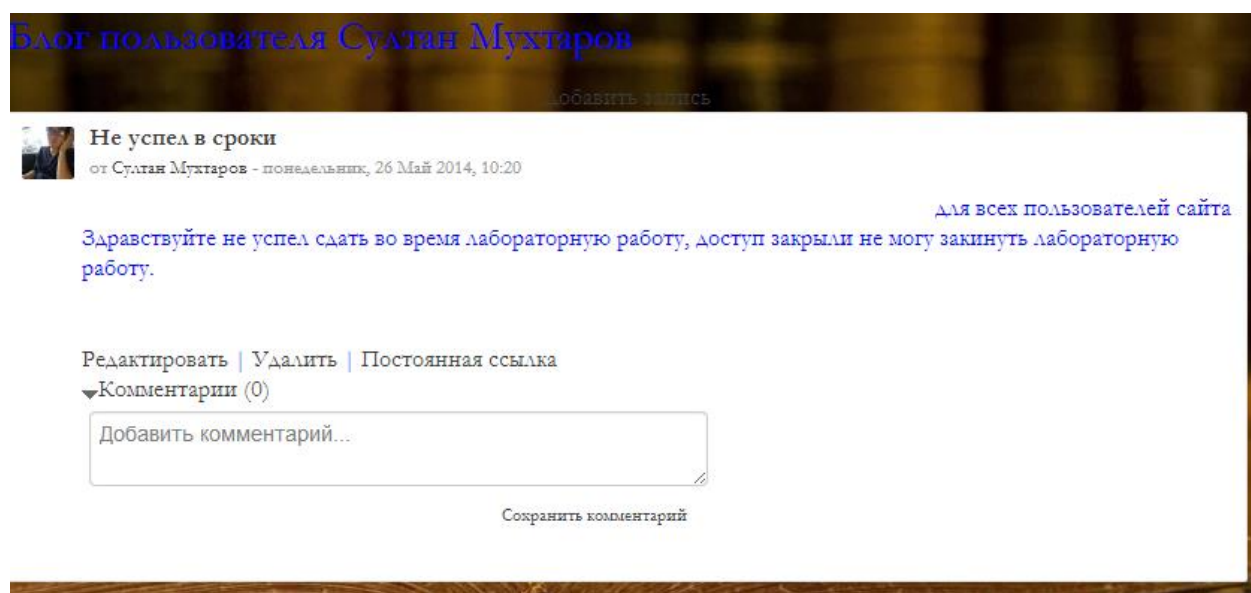 Блог пользователя Султан Мухтаров
Добавить запись
Не успел в сроки
от Султан Мухтаров - понедельник, 26 Май 2014, 10:20
для всех пользователей сайта
Здравствуйте не успел сдать во время лабораторную работу, доступ закрыли не могу закинуть лабораторную
работу.
Редактировать | Удалить | Постоянная ссылка
Комментарии (0)
Добавить комментарий...
Сохранить комментарий